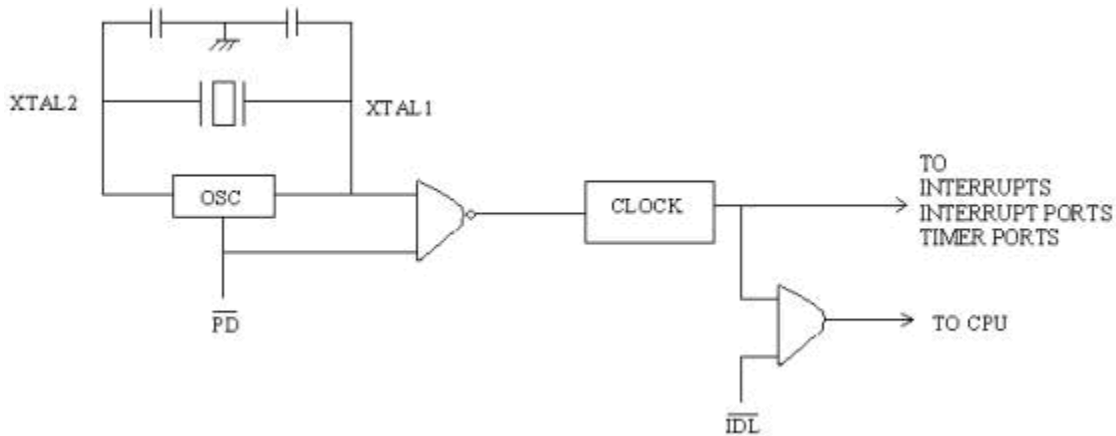 XTAL2
XTAL1
OSC
CLOCK
TO
INTERRUPTS
INTERRUPT PORTS
TIMER PORTS
PD
TO CPU
IDL